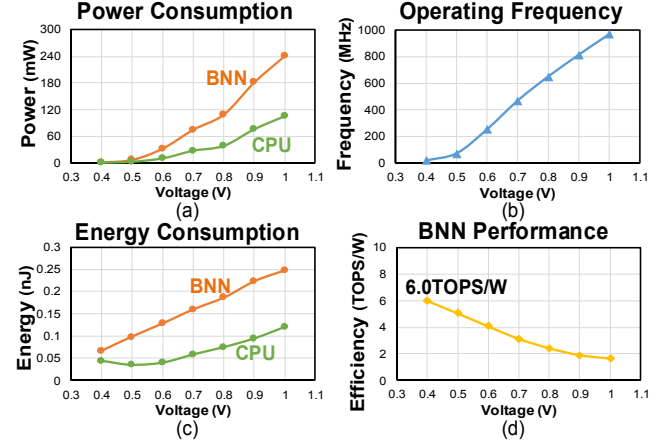 Power Consumption
Power (mW)
300
240
180
120
60
0
BNN
CPU
0.3 0.4 0.5 0.6 0.7 0.8 0.9 1 1.1
Voltage (V)
(a)
Operating Frequency
Frequency (MHz)
1000
800
600
400
200
0
0.3 0.4 0.5 0.6 0.7 0.8 0.9 1 1.1
Voltage (V)
(b)
Energy Consumption
Energy (nJ)
0.3
0.25
0.2
0.15
0.1
0.05
0
BNN
CPU
0.3 0.4 0.5 0.6 0.7 0.8 0.9 1 1.1
Voltage (V)
(c)
BNN Performance
Efficiency (TOPS/W)
10
8
6
4
2
0
6.0TOPS/W
0.3 0.4 0.5 0.6 0.7 0.8 0.9 1 1.1
Voltage (V)
(d)